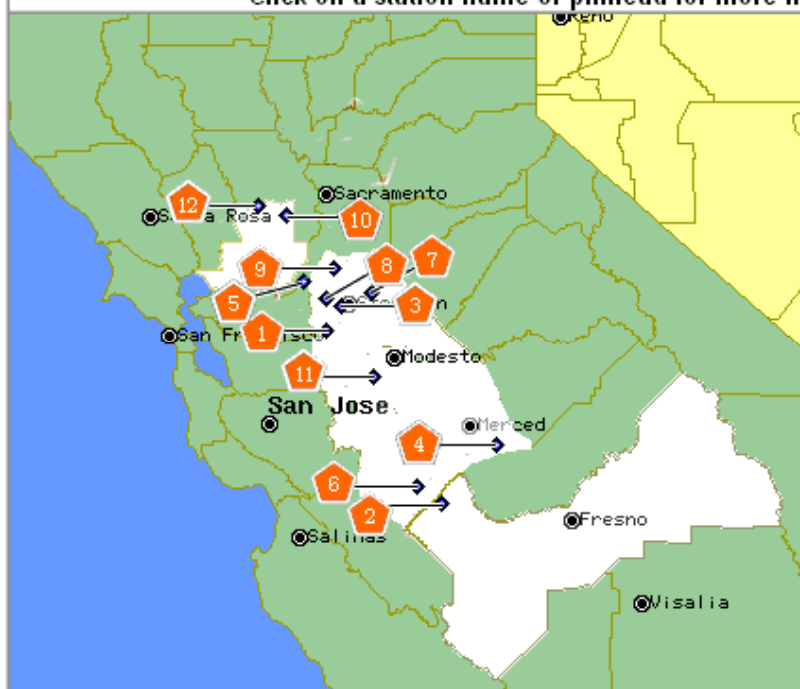 Reno
Sacramento
12
10
Rosa
9
8
7
5
3
1
San
Modesto
11
San Jose
Merced
4
6
2
Fresno
Salinas
Visalia